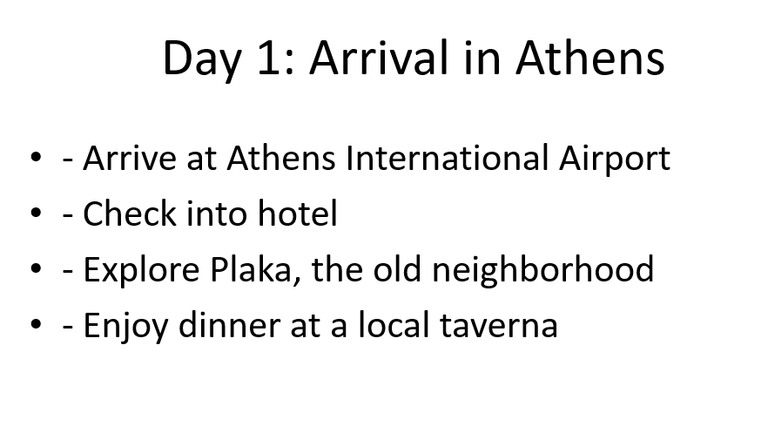 Day 1: Arrival in Athens
• - Arrive at Athens International Airport
• - Check into hotel
• - Explore Plaka, the old neighborhood
• - Enjoy dinner at a local taverna